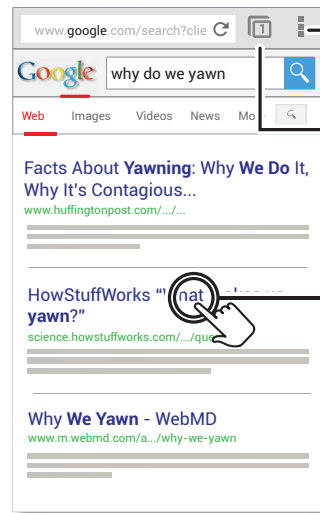 www.google.com/search?clie
1
Google why do we yawn
Web Images Videos News Mo
Facts About Yawning: Why We Do It,
Why It's Contagious...
www.huffingtonpost.com/.../...
HowStuffWorks "What
yawn?"
science.howstuffworks.com/.../que
Why We Yawn - WebMD
www.m.webmd.com/a.../why-we-yawn